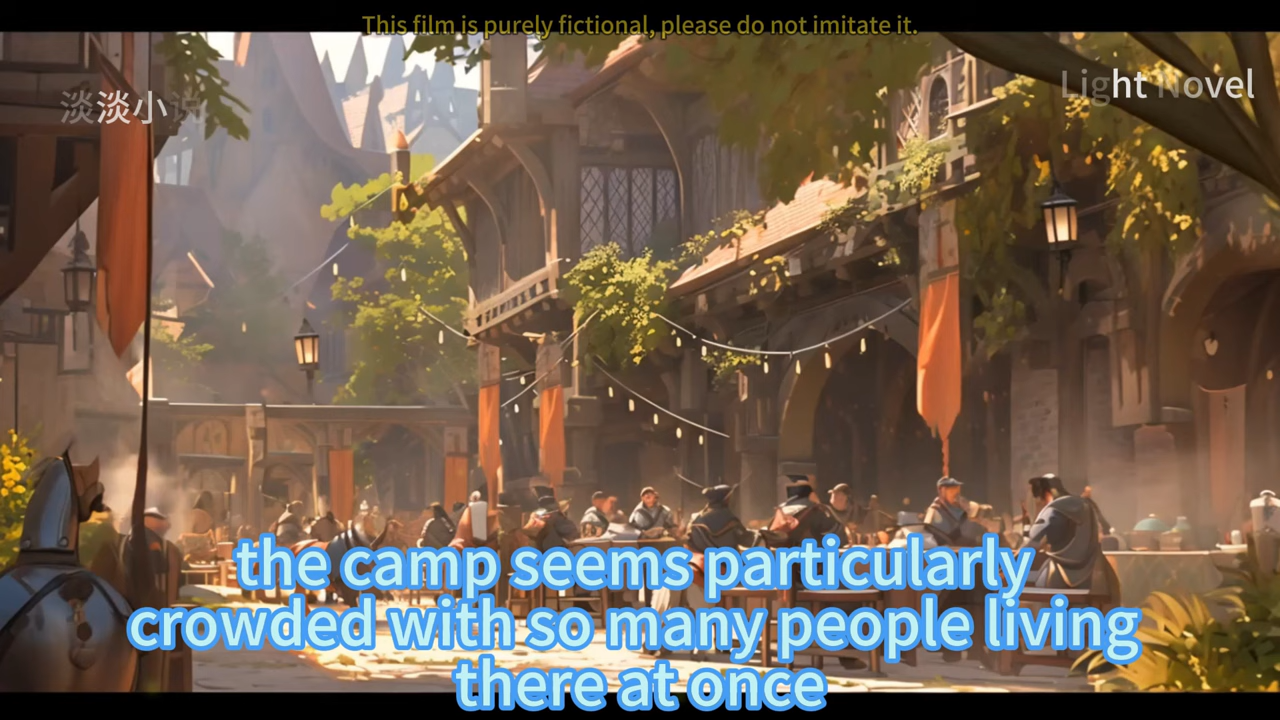 This film is purely fictional, please do not imitate it.
淡淡小说
Light Novel
the camp seems particularly
crowded with so many people living
there at once